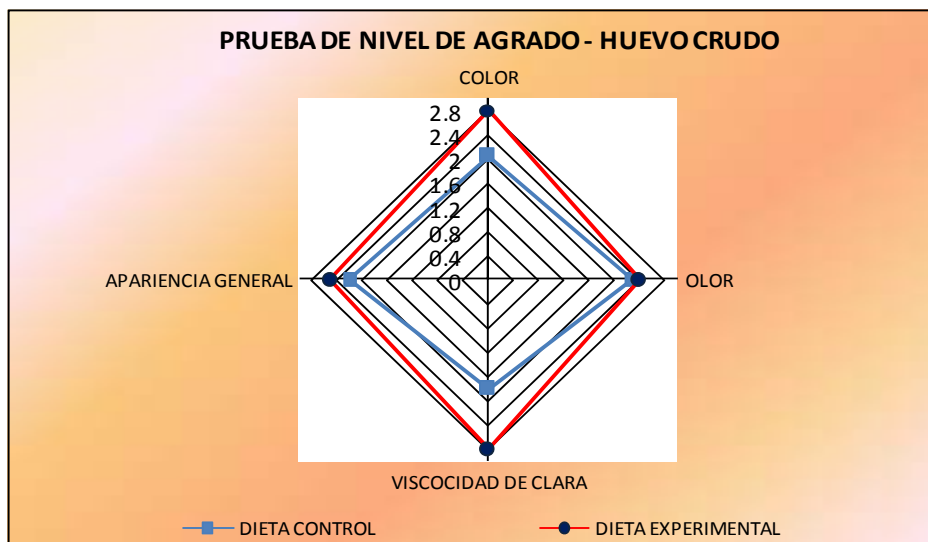 PRUEBA DE NIVEL DE AGRADO - HUEVO CRUDO
COLOR
2.8
2.4
2
1.6
1.2
0.8
0.4
0
APARIENCIA GENERAL
OLOR
VISCOCIDAD DE CLARA
DIETA CONTROL
DIETA EXPERIMENTAL